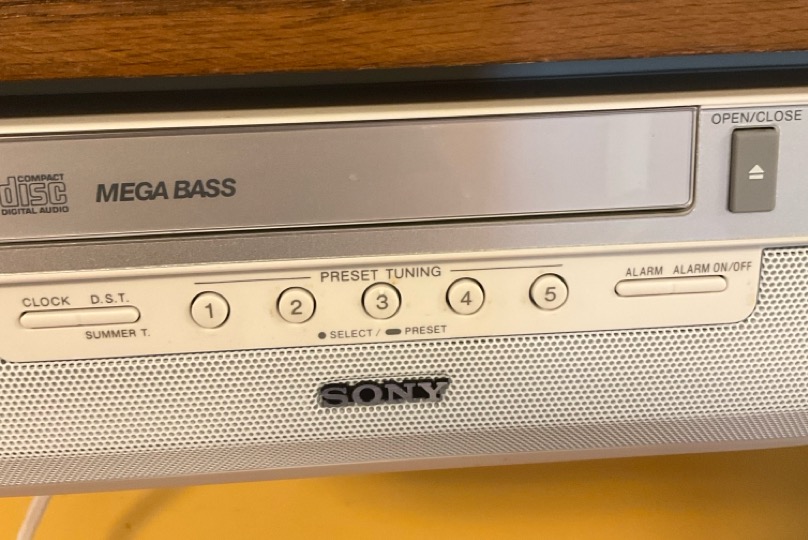 OPEN/CLOSE
COMPACT
disc
DIGITAL AUDIO
MEGA BASS
PRESET TUNING
CLOCK D.S.T.
SUMMER T.
1 2 3 4 5
SELECT / PRESET
ALARM ALARM ON/OFF
SONY